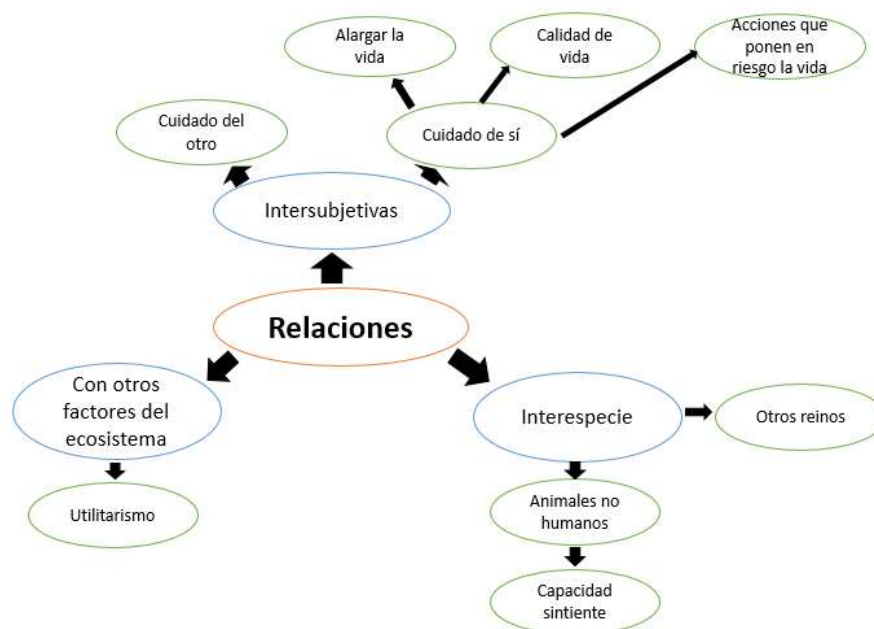 Acciones que
ponen en
riesgo la vida
Alargar la
vida
Calidad de
vida
Cuidado del
otro
Cuidado de sí
Intersubjetivas
Relaciones
Con otros
factores del
ecosistema
Interespecie
Otros reinos
Utilitarismo
Animales no
humanos
Capacidad
sintiente